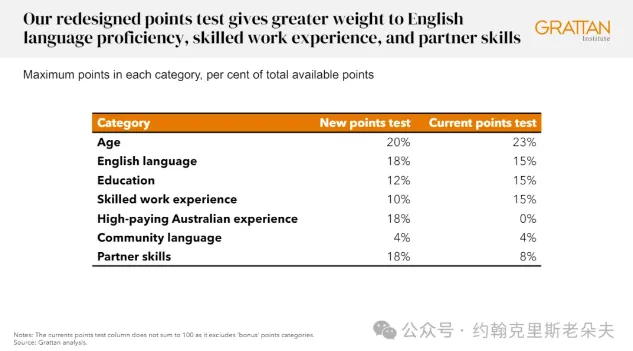 Our redesigned points test gives greater weight to English
language proficiency, skilled work experience, and partner skills
GRATTAN
Institute
Maximum points in each category, per cent of total available points
Category New points test Current points test
Age 20% 23%
English language 18% 15%
Education 12% 15%
Skilled work experience 10% 15%
High-paying Australian experience 18% 0%
Community language 4% 4%
Partner skills 18% 8%
Notes: The currents points test column does not sum to 100 as it excludes 'bonus' points categories.
Source: Grattan analysis.
公众号 · 约翰克里斯老朵夫